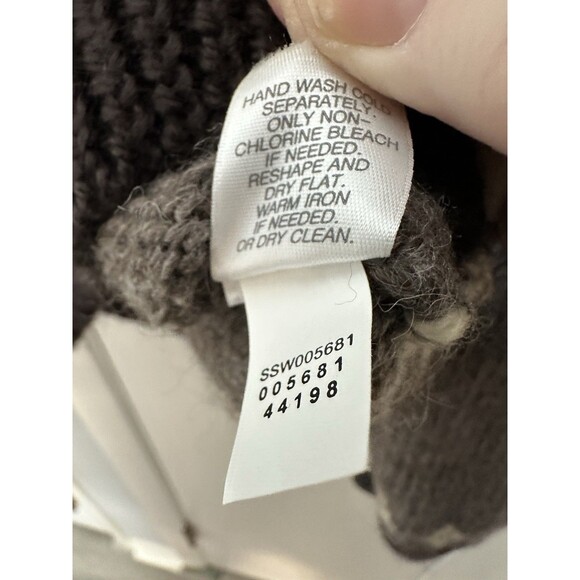 HAND WASH COLD
SEPARATELY.
ONLY NON-
CHLORINE BLEACH
IF NEEDED.
RESHAPE AND
DRY FLAT.
WARM IRON
IF NEEDED.
OR DRY CLEAN.
SSW005681
005681
44198